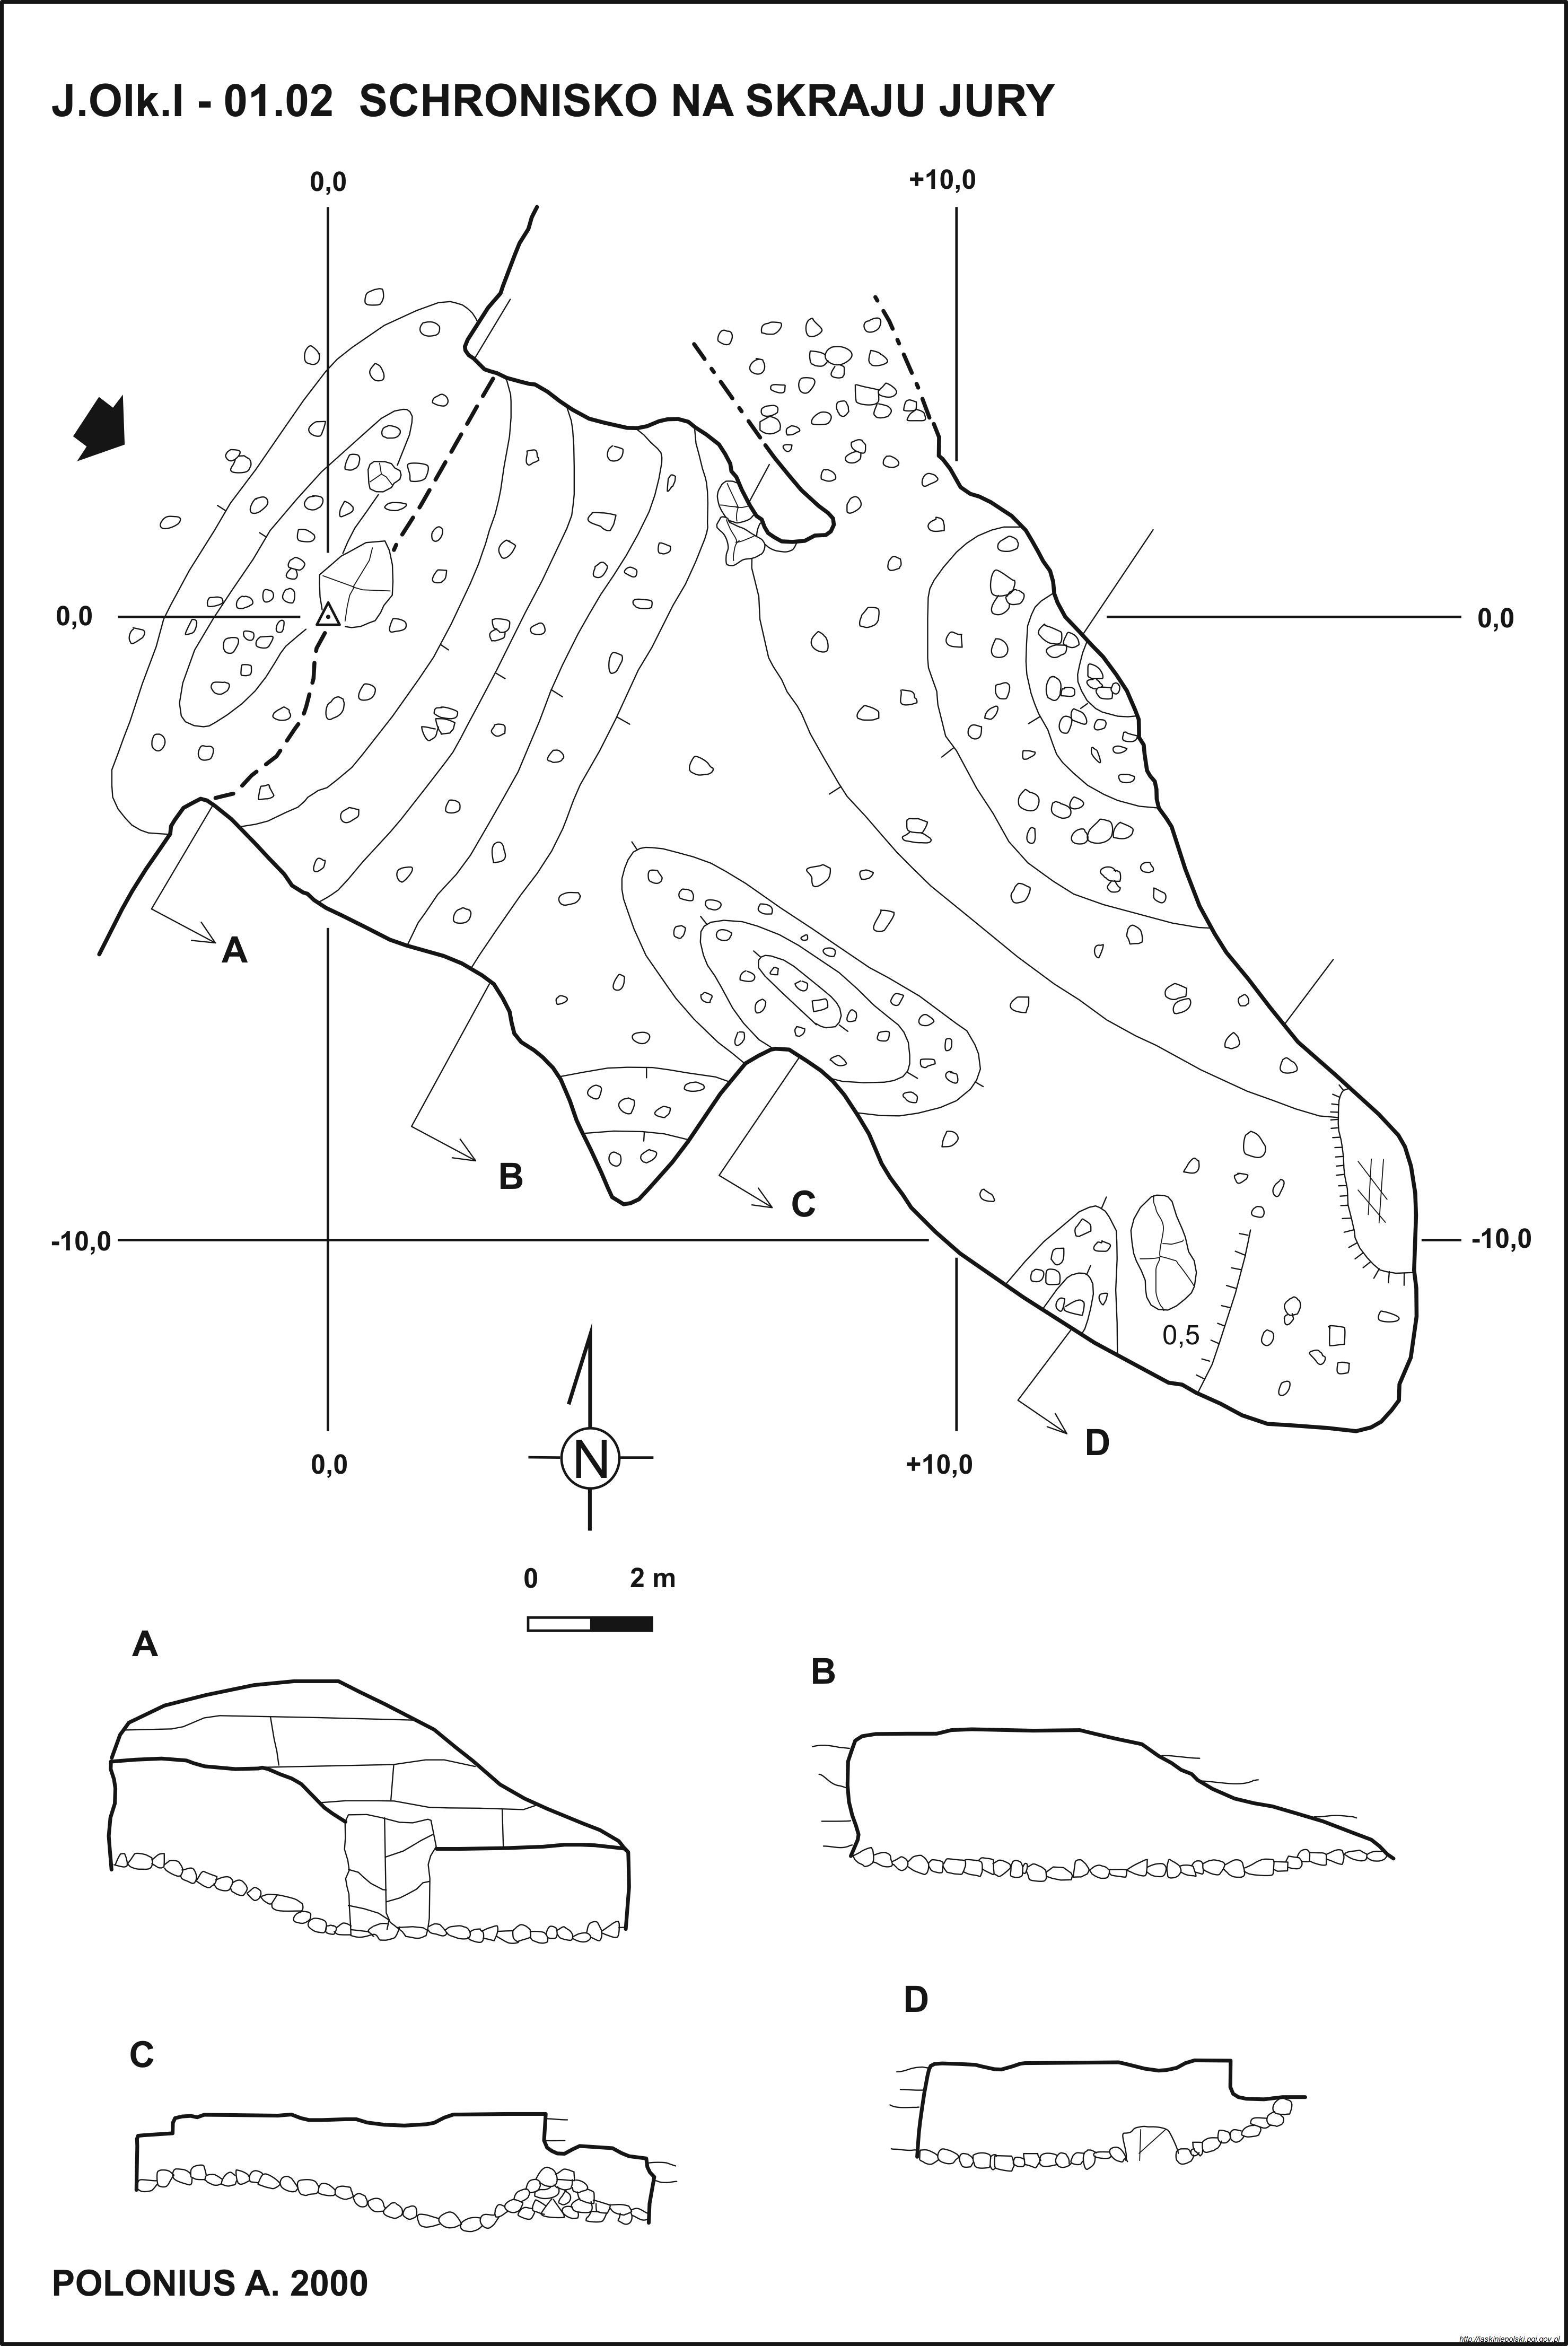 J.Olk.I - 01.02 SCHRONISKO NA SKRAJU JURY
0,0
+10,0
0,0
0,0
A
B
C
-10,0
-10,0
0,5
D
0,0
N
+10,0
0
2 m
A
B
C
D
POLONIUS A. 2000
http://jaskiniepolski.pgi.gov.pl